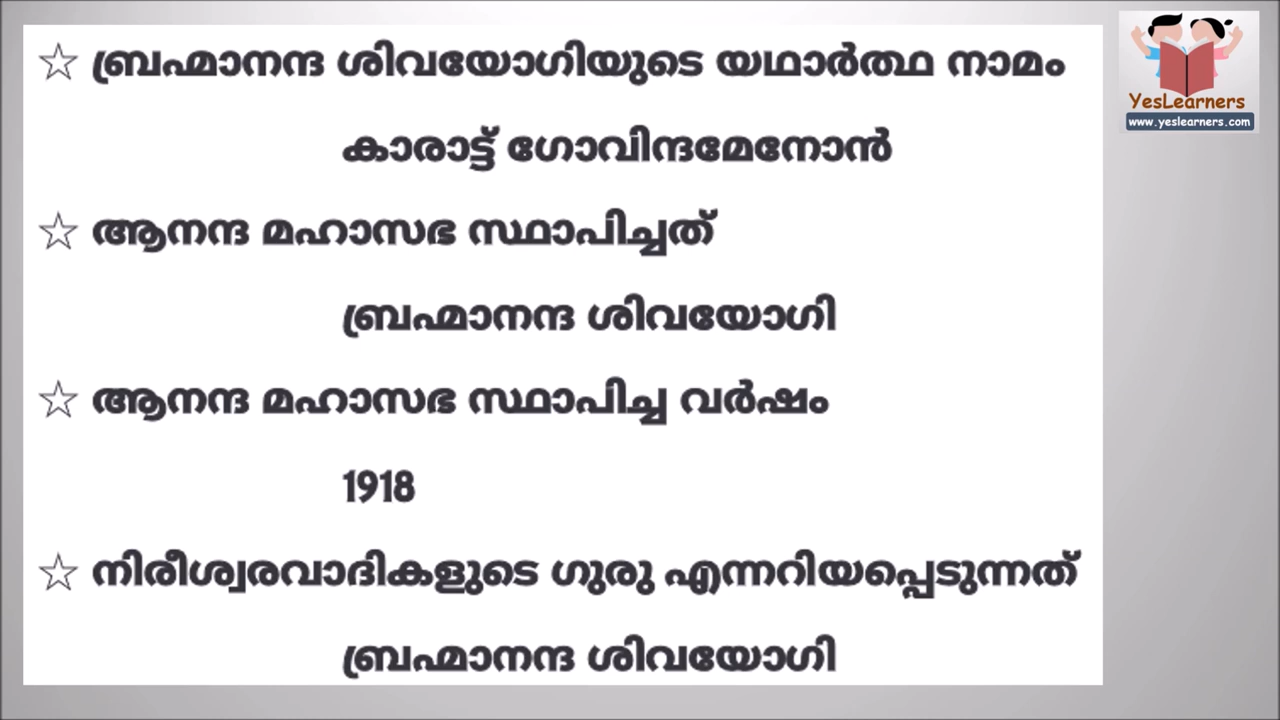 ☆ ബ്രഹ്മാനന്ദ ശിവയോഗിയുടെ യഥാർത്ഥ നാമം
കാരാട്ട് ഗോവിന്ദമേനോൻ
☆ ആനന്ദ മഹാസഭ സ്ഥാപിച്ചത്
ബ്രഹ്മാനന്ദ ശിവയോഗി
☆ ആനന്ദ മഹാസഭ സ്ഥാപിച്ച വർഷം
1918
☆ നിരീശ്വരവാദികളുടെ ഗുരു എന്നറിയപ്പെടുന്നത്
ബ്രഹ്മാനന്ദ ശിവയോഗി
YesLearners
www.yeslearners.com